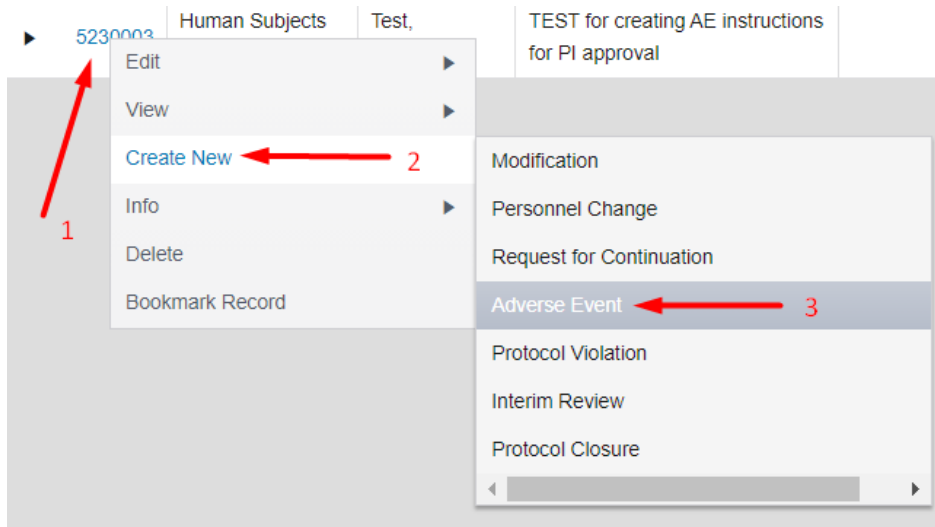 Human Subjects Test, TEST for creating AE instructions
5230003 for PI approval
Edit
View
Create New 2
Info
1
Delete
Bookmark Record
Modification
Personnel Change
Request for Continuation
Adverse Event 3
Protocol Violation
Interim Review
Protocol Closure